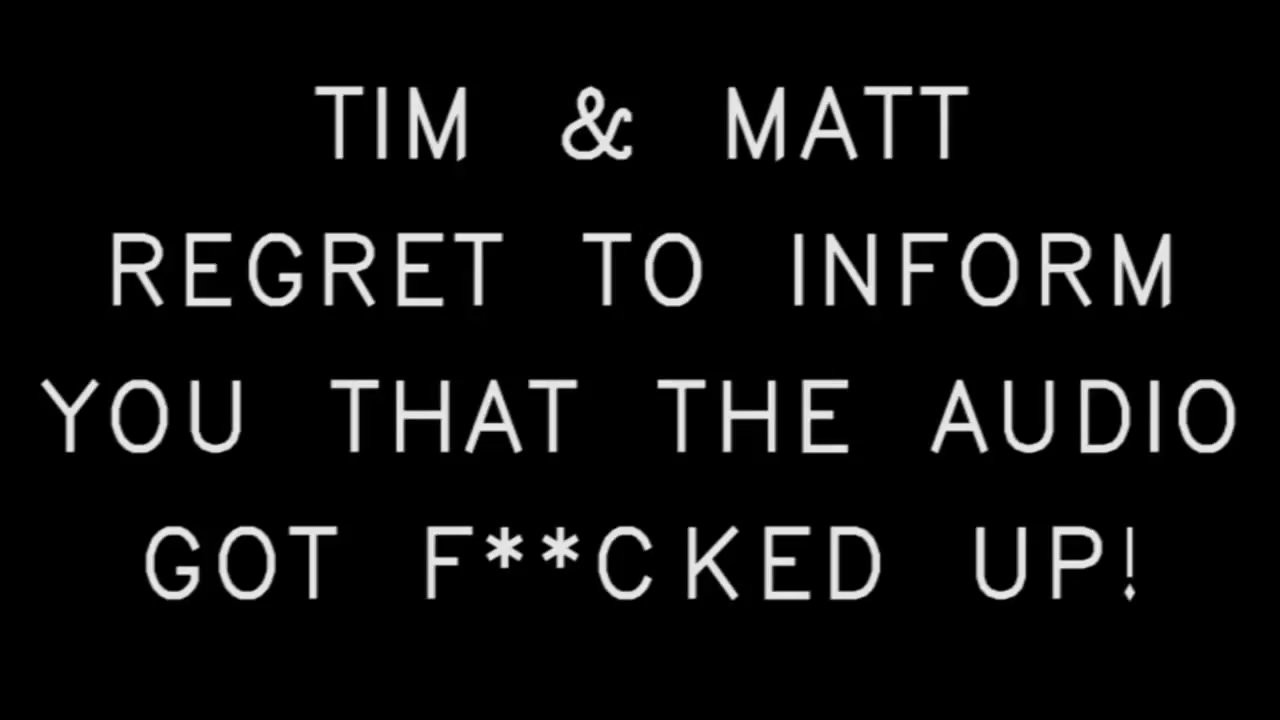 TIM & MATT
REGRET TO INFORM
YOU THAT THE AUDIO
GOT F**CKED UP!